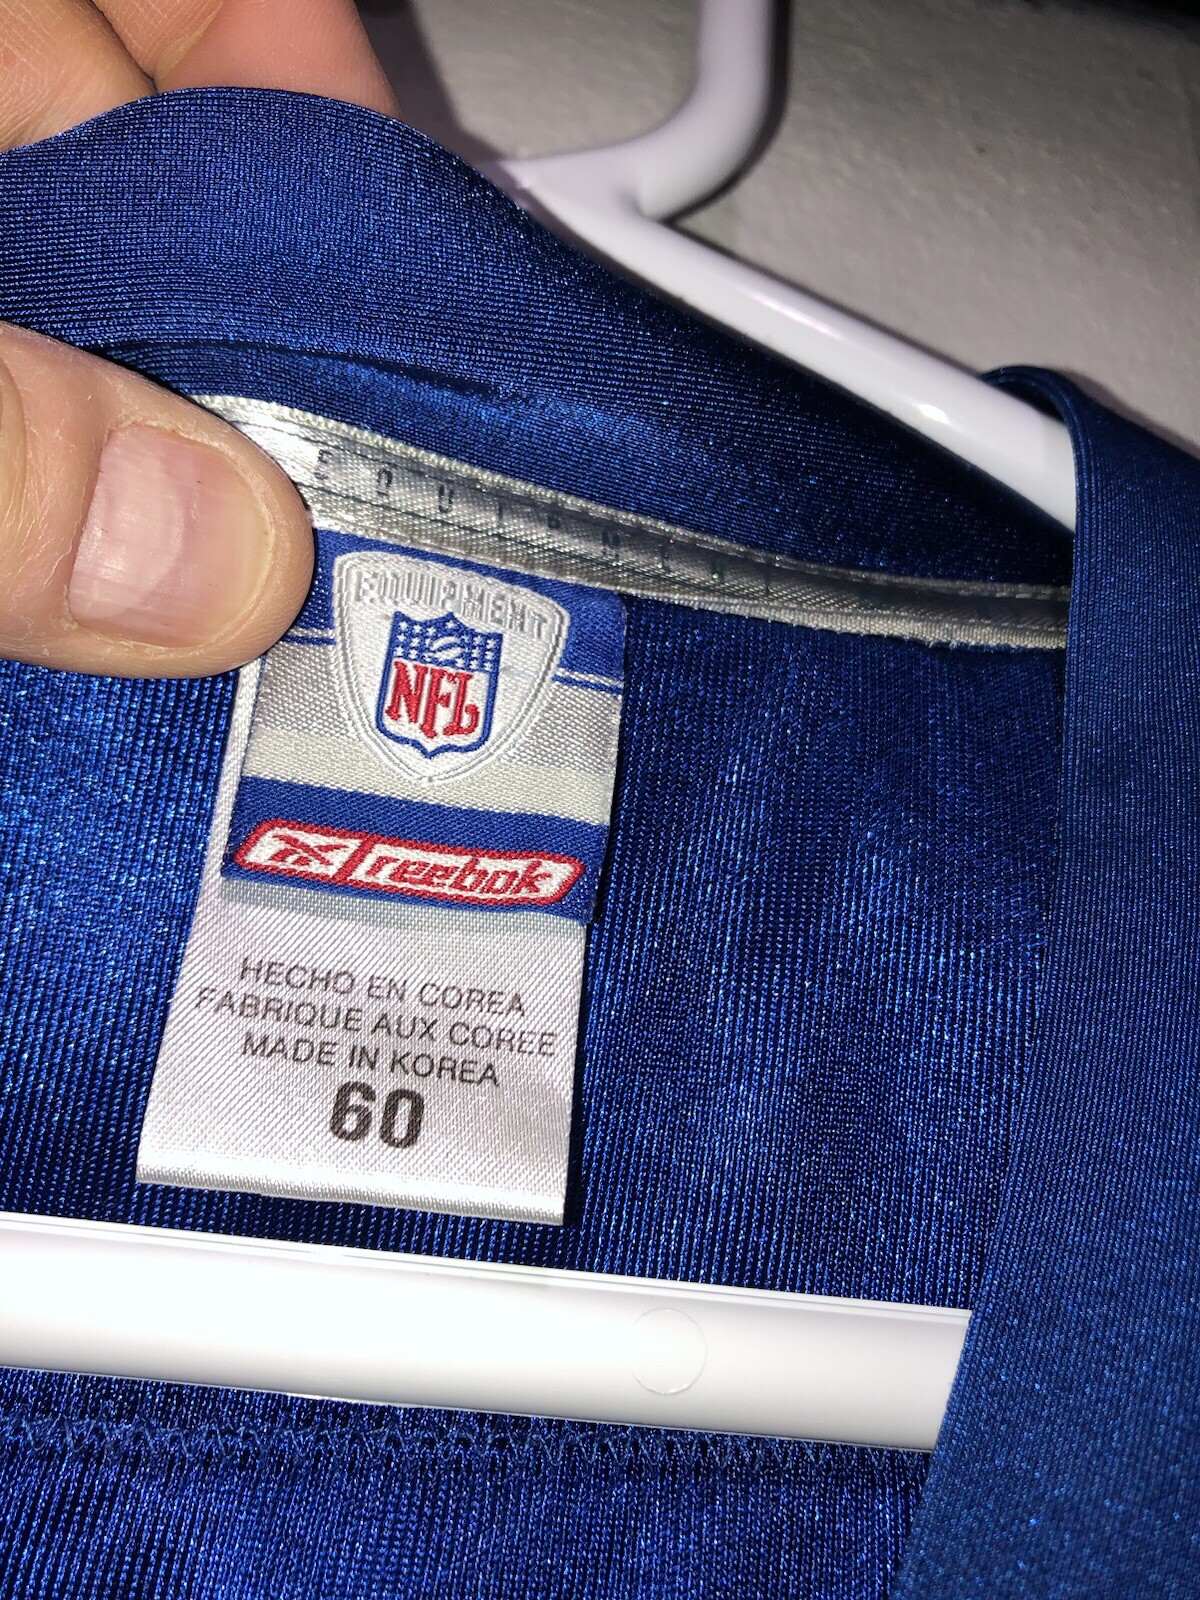 EQUIPMENT
NFL
Reebok
HECHO EN COREA
FABRIQUE AUX COREE
MADE IN KOREA
60